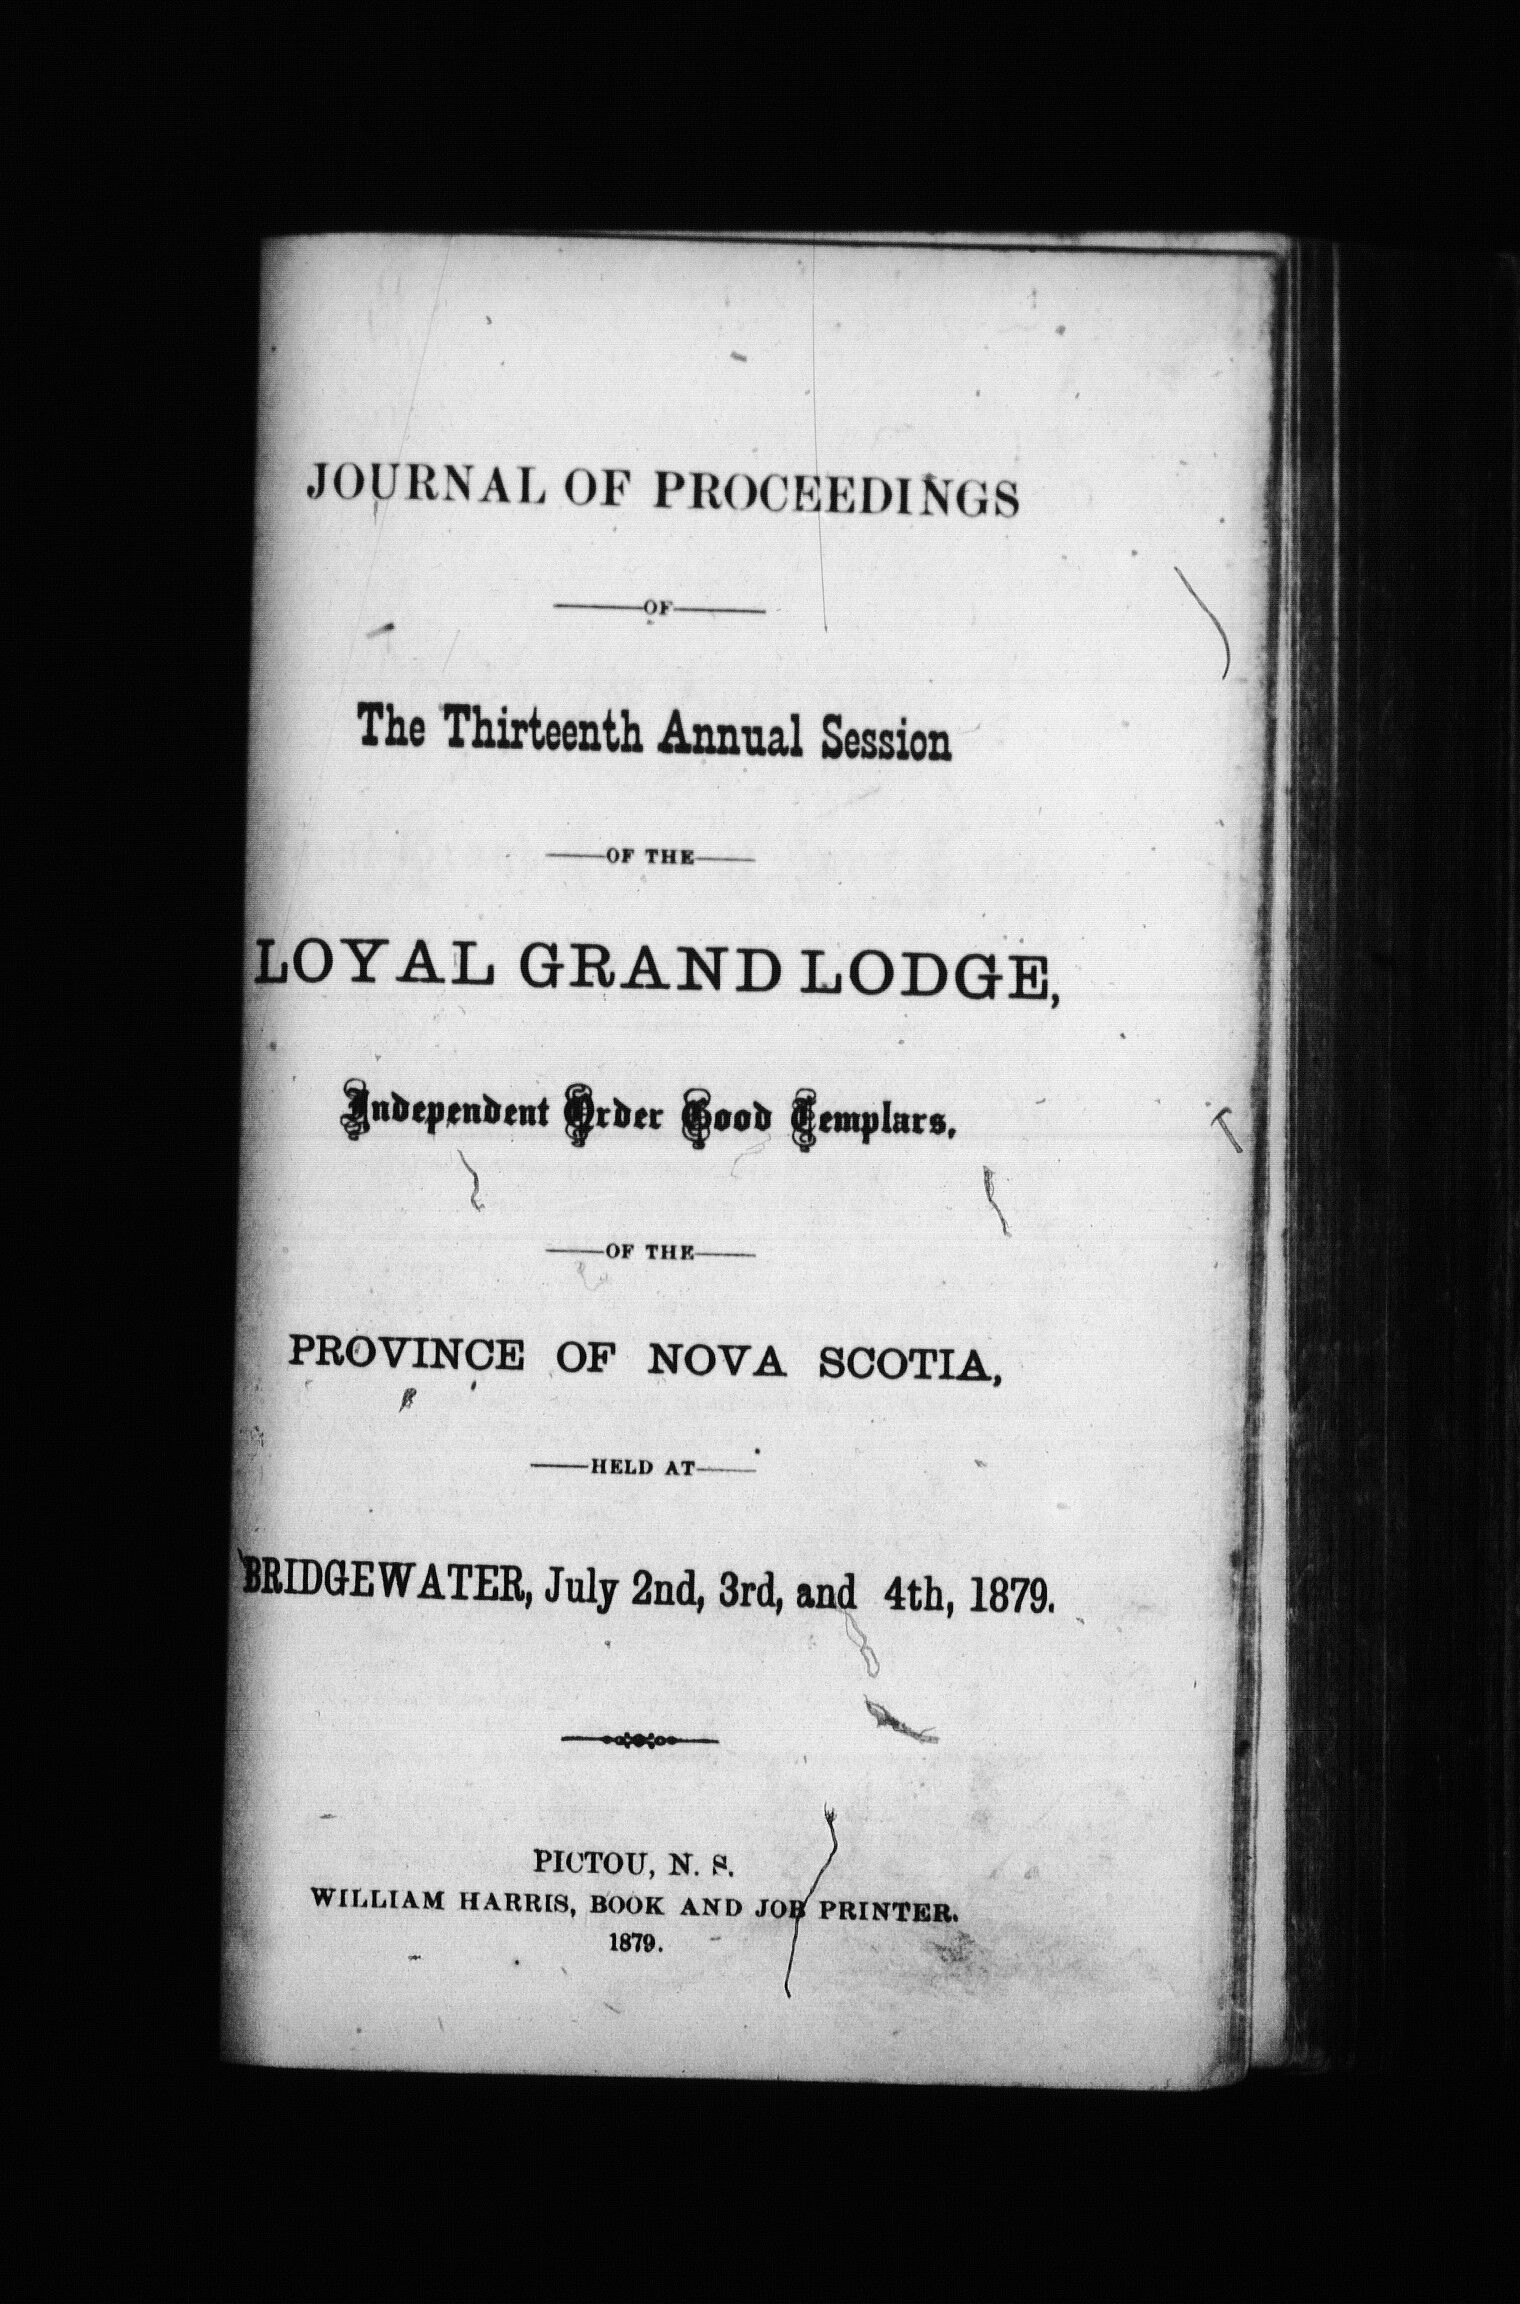 JOURNAL OF PROCEEDINGS
OF
The Thirteenth Annual Session
OF THE
LOYAL GRAND LODGE,
Independent Order Good Templars.
OF THE
PROVINCE OF NOVA SCOTIA,
HELD AT
BRIDGEWATER, July 2nd, 3rd, and 4th, 1879.
PICTOU, N. S.
WILLIAM HARRIS, BOOK AND JOB PRINTER.
1879.